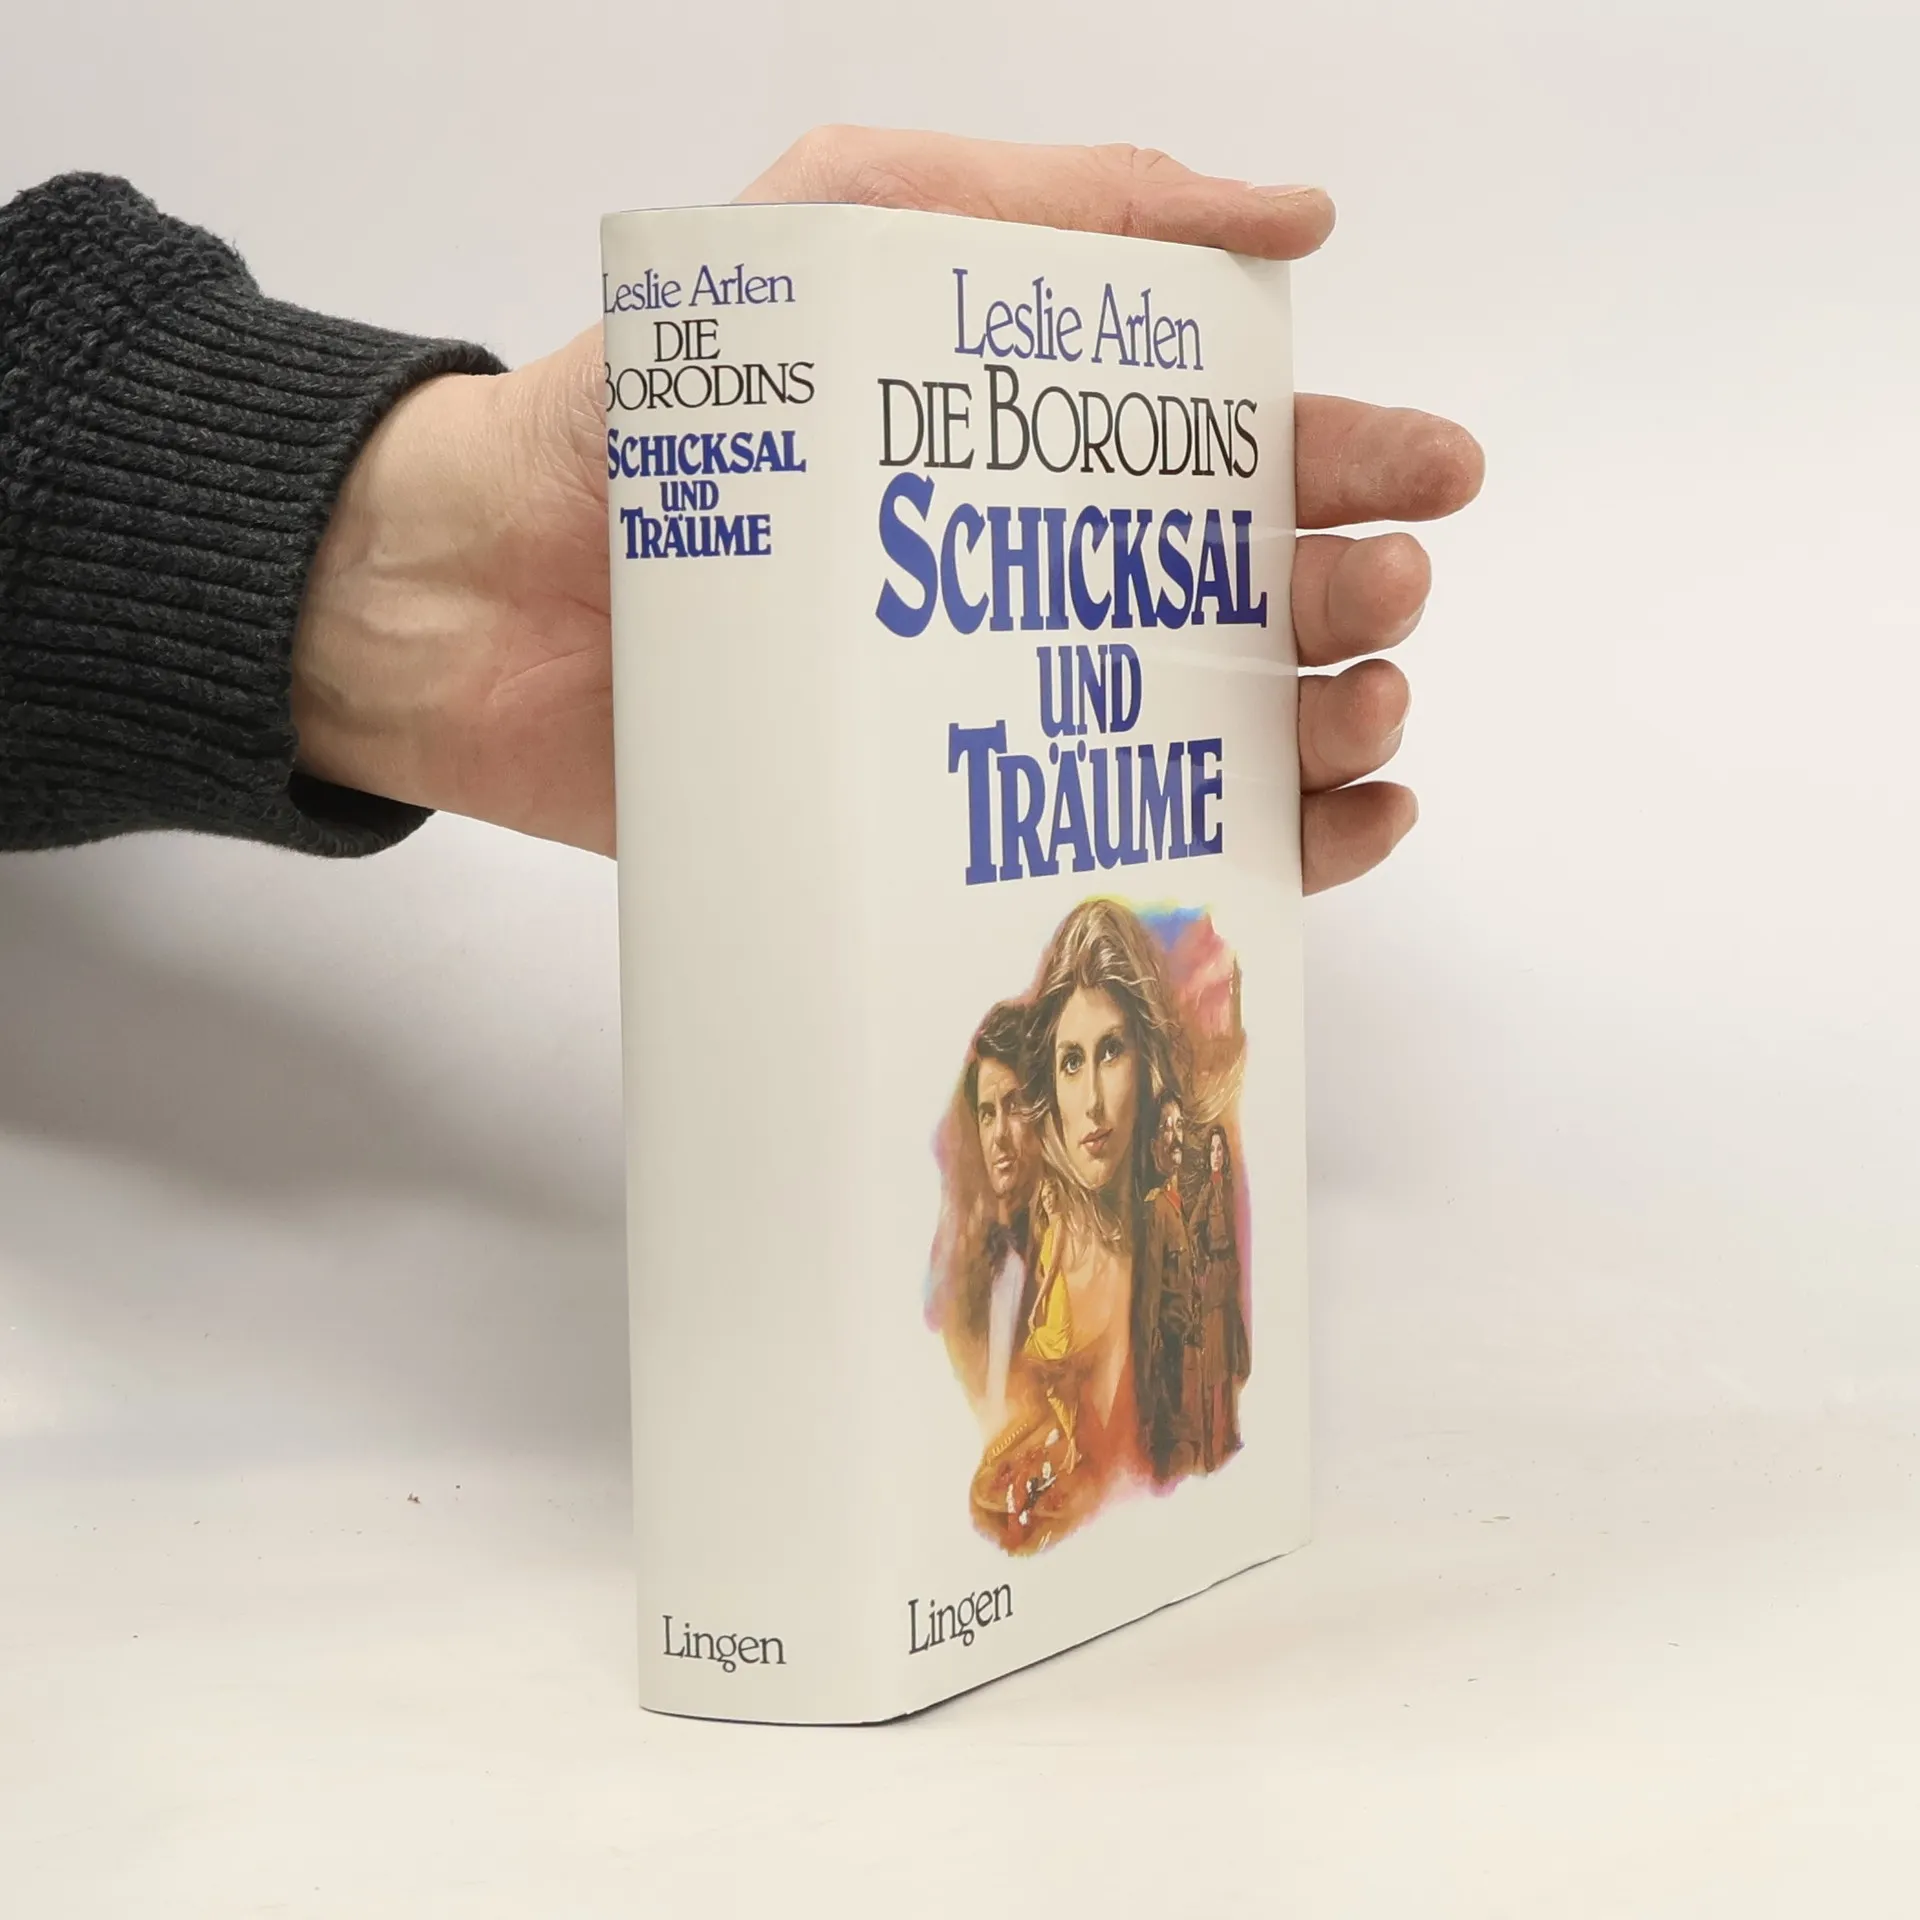 Leslie Arlen
DIE
BORODINS
SCHICKSAL
UND
TRÄUME
Lingen
Leslie Arlen
DIE BORODINS
SCHICKSAL
UND
TRÄUME
Lingen